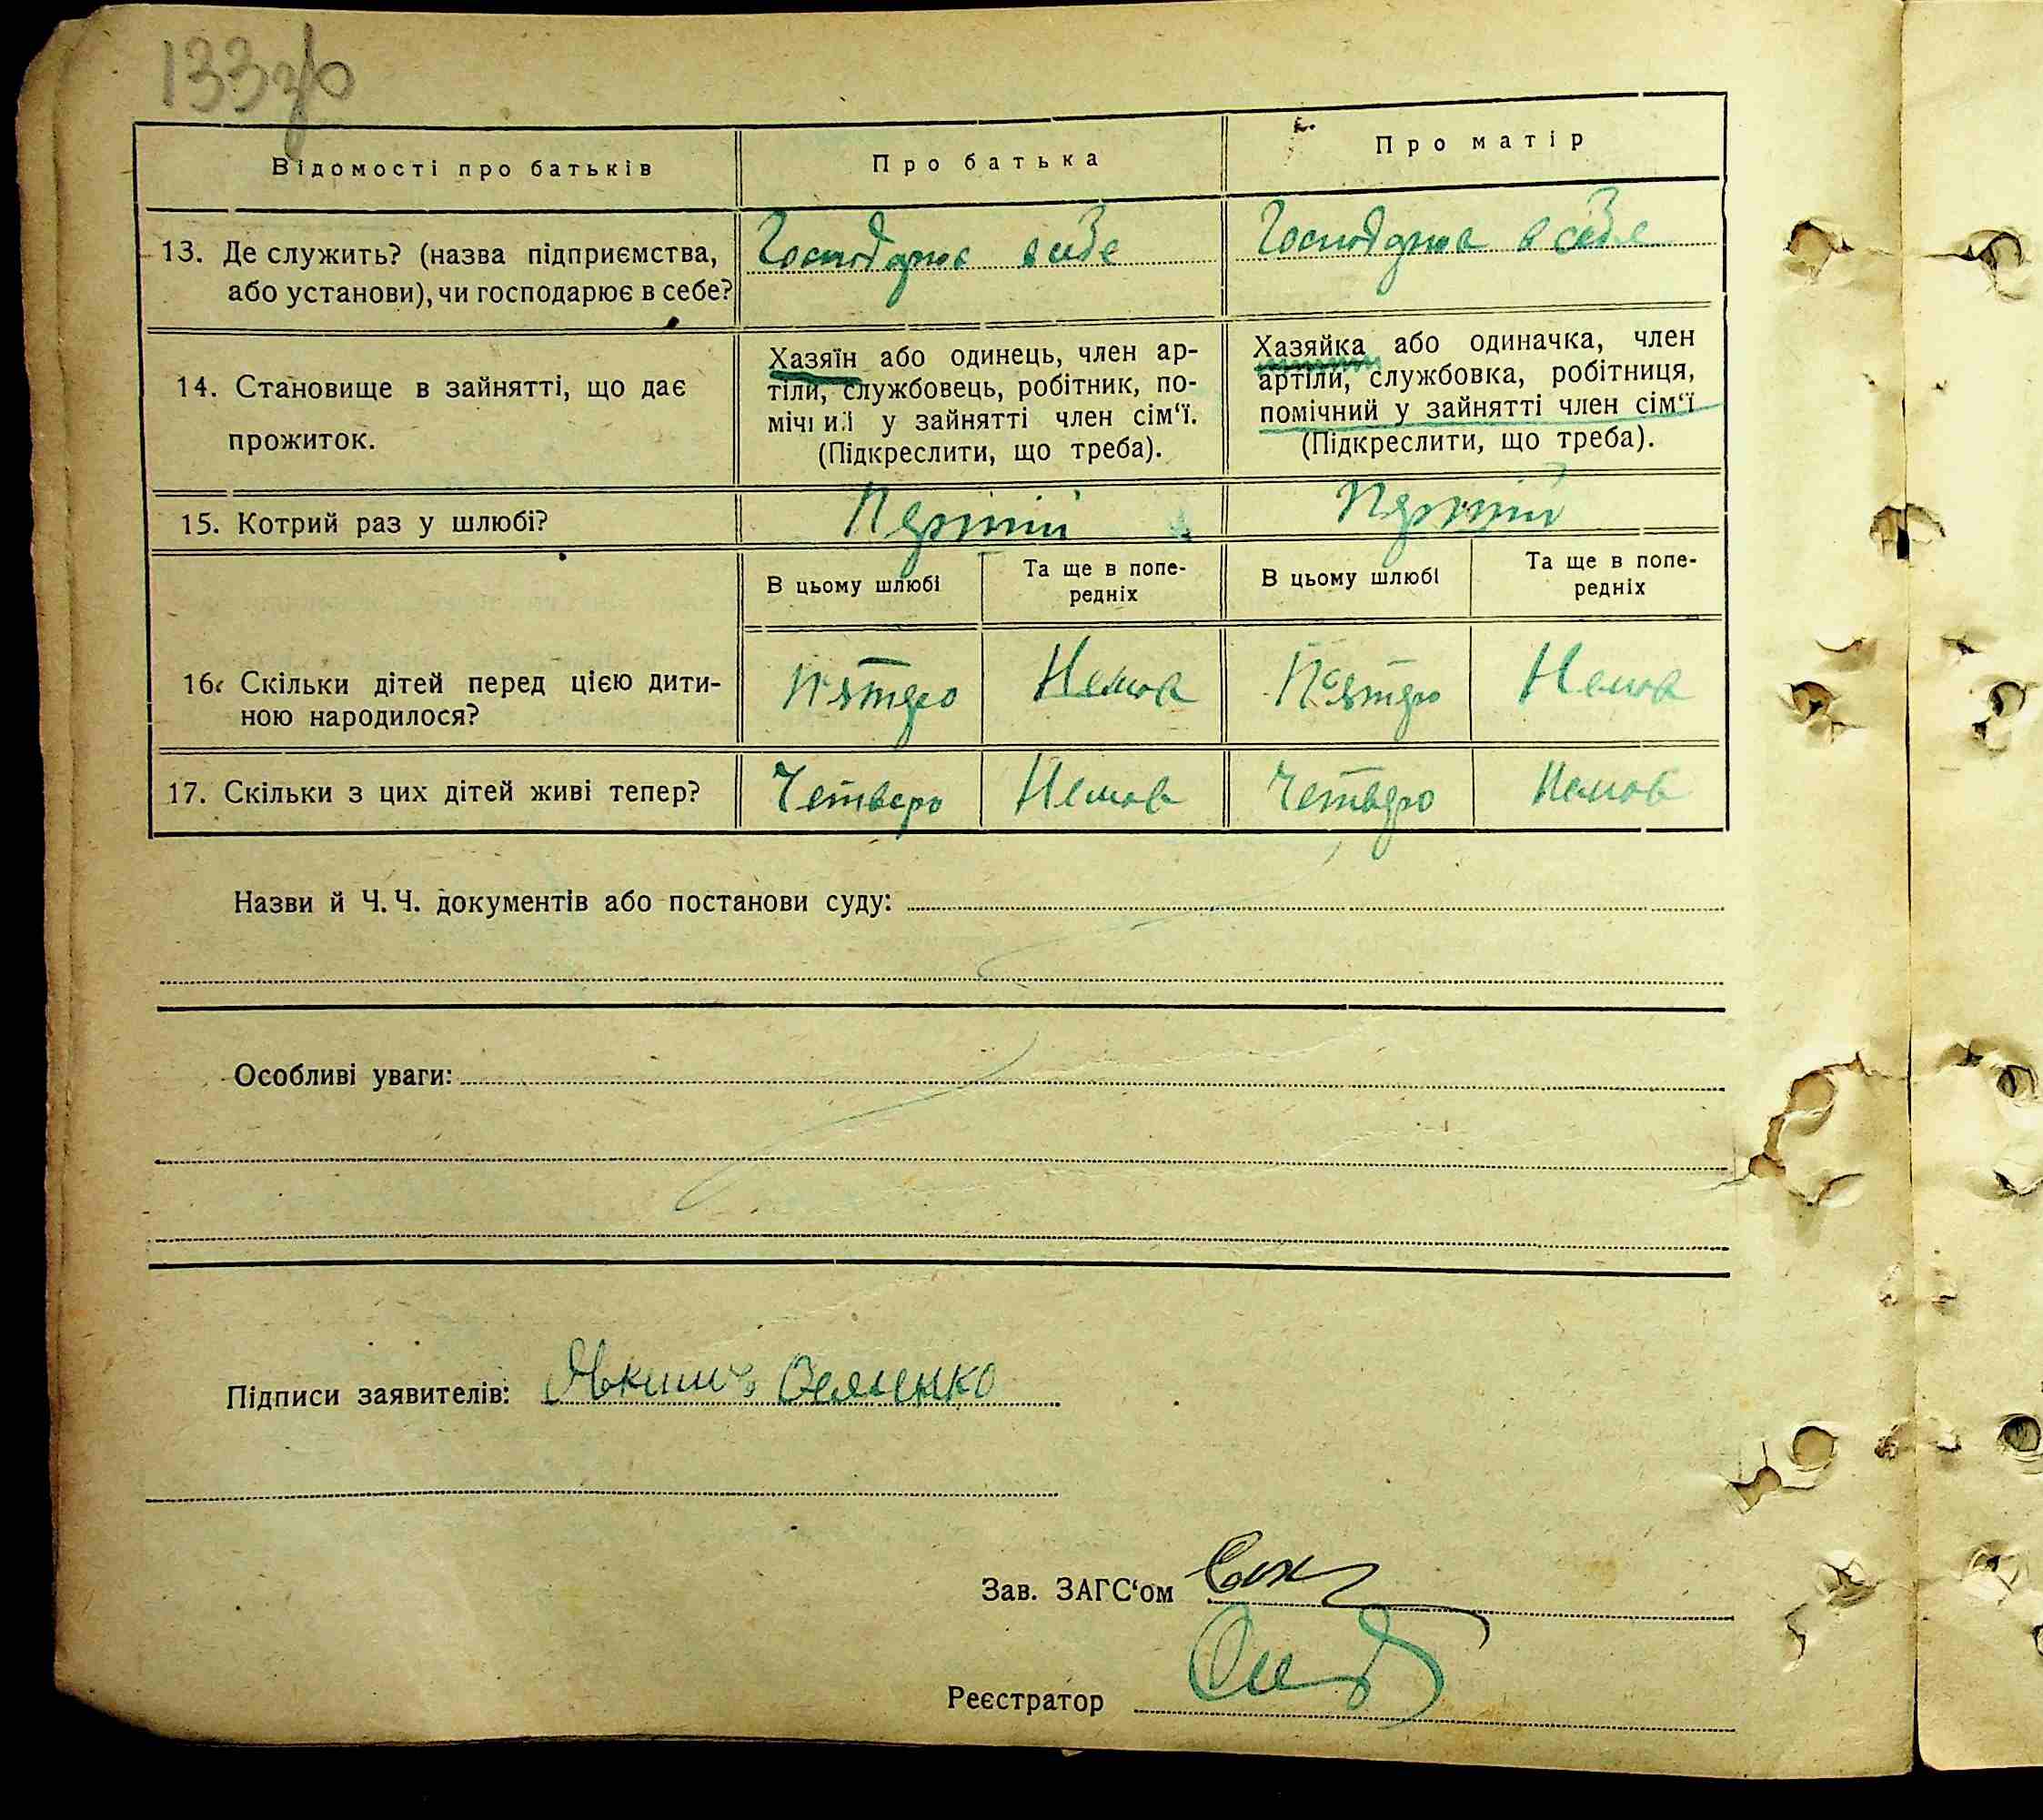 133зв
Відомості про батьків
Про батька
Про матір
13. Де служить? (назва підприємства,
або установи), чи господарює в себе?
Господарює в себе
Господарює в себе
14. Становище в зайнятті, що дає
прожиток.
Хазяїн або одинець, член ар-
тіли, службовець, робітник, по-
мічний у зайнятті член сім‘ї.
(Підкреслити, що треба).
Хазяйка або одиначка, член
артіли, службовка, робітниця,
помічний у зайнятті член сім‘ї
(Підкреслити, що треба).
15. Котрий раз у шлюбі?
Перший
Перший
В цьому шлюбі
Та ще в попе-
редніх
В цьому шлюбі
Та ще в попе-
редніх
16. Скільки дітей перед цією дити-
ною народилося?
П'ятеро
Немає
П'ятеро
Немає
17. Скільки з цих дітей живі тепер?
Четверо
Немає
Четверо
Немає
Назви й Ч.Ч. документів або постанови суду:
Особливі уваги:
Підписи заявителів:
Зав. ЗАГС‘ом
Реєстратор